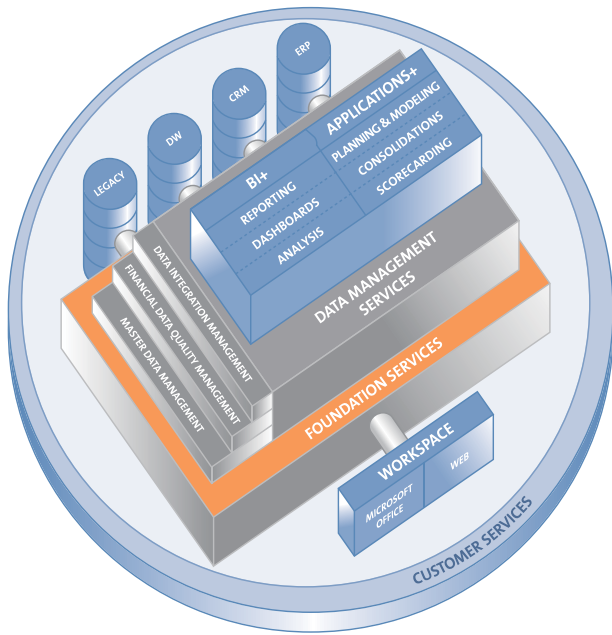 ERP
CRM
DW
LEGACY
BI+
REPORTING
DASHBOARDS
ANALYSIS
APPLICATIONS+
PLANNING & MODELING
CONSOLIDATIONS
SCORECARDING
DATA MANAGEMENT
SERVICES
DATA INTEGRATION MANAGEMENT
FINANCIAL DATA QUALITY MANAGEMENT
MASTER DATA MANAGEMENT
FOUNDATION SERVICES
WORKSPACE
MICROSOFT
OFFICE
WEB
CUSTOMER SERVICES